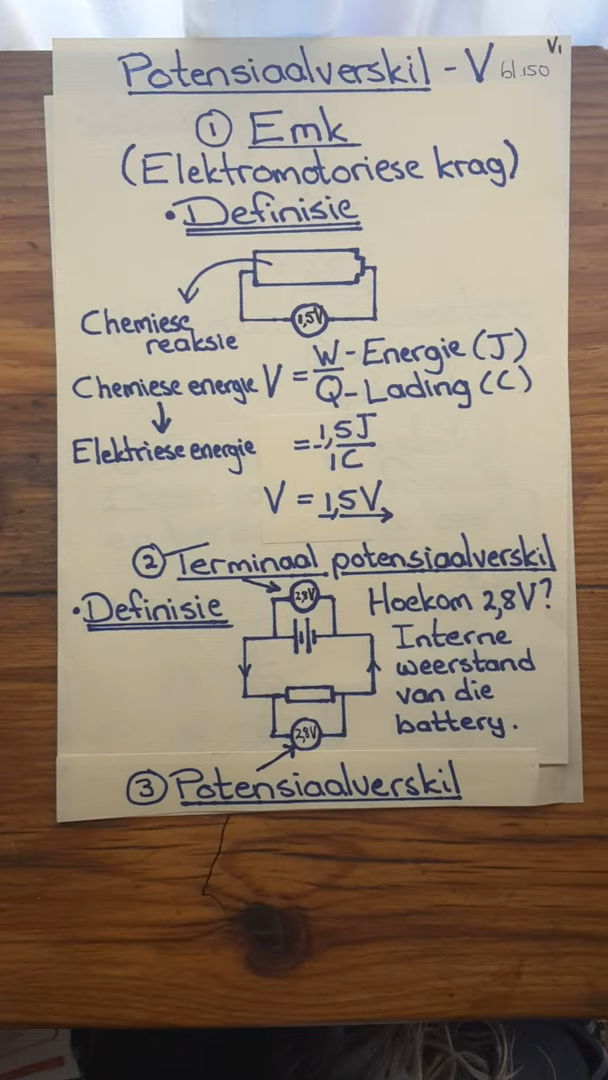 V1
Potensiaalverskil - V bl.150
① Emk
(Elektromotoriese krag)
• Definisie
1,5V
Chemiese
reaksie
Chemiese energie
↓
Elektriese energie
V = W - Energie (J)
Q - Lading (C)
= 1,5J
1C
V = 1,5V
② Terminaal potensiaalverskil
• Definisie
2,8V
Hoekom 2,8V?
Interne
weerstand
van die
battery.
2,8V
③ Potensiaalverskil